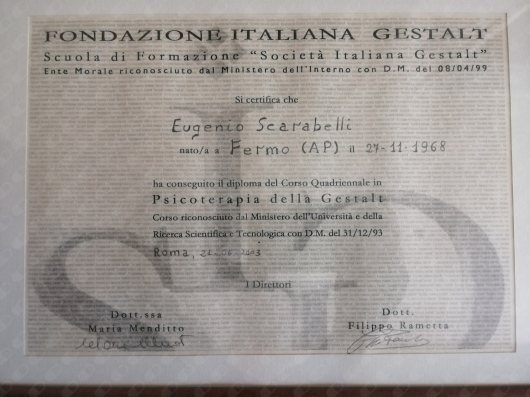 FONDAZIONE ITALIANA GESTALT
Scuola di Formazione "Società Italiana Gestalt"
Ente Morale riconosciuto dal Ministero dell'Interno con D.M. del 08/04/99
Si certifica che
Eugenio Scarabelli
nato/a a Fermo (AP) il 27-11-1968
ha conseguito il diploma del Corso Quadriennale in
Psicoterapia della Gestalt
Corso riconosciuto dal Ministero dell'Università e della
Ricerca Scientifica e Tecnologica con D.M. del 31/12/93
Roma,
I Direttori
Dott.ssa
Maria Menditto
Dott.
Filippo Rametta